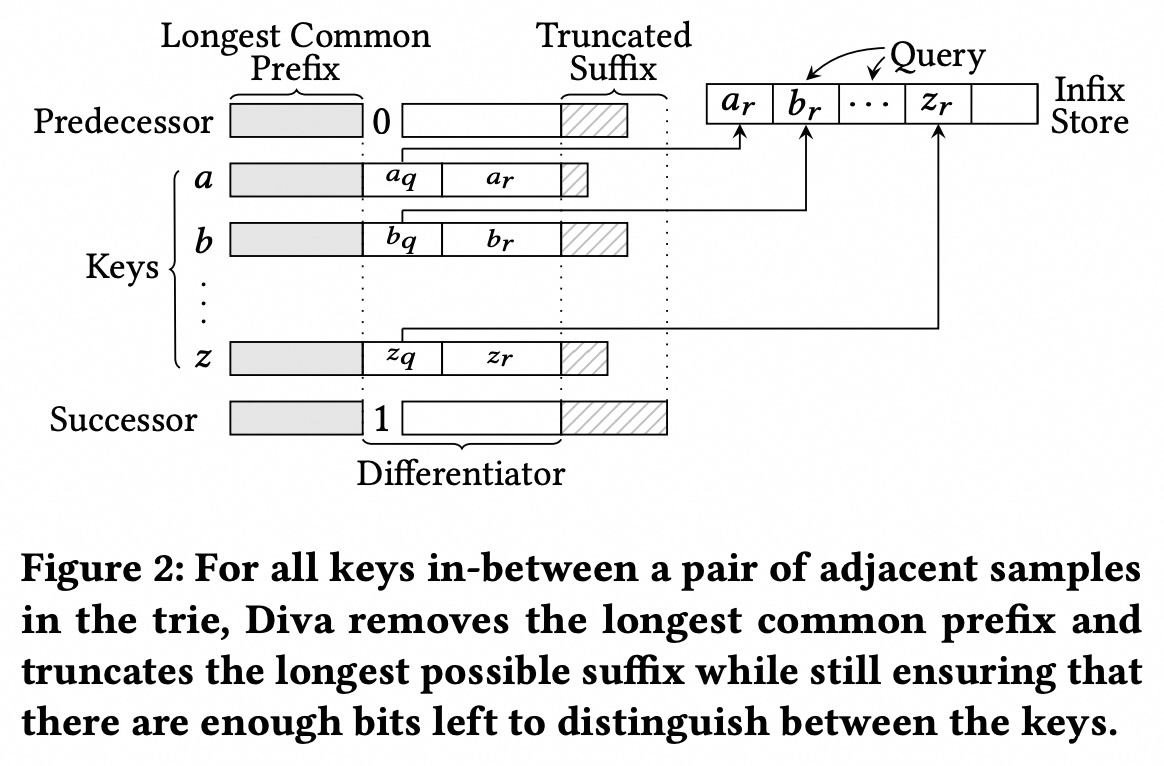 Longest Common
Prefix
Truncated
Suffix
Query
Predecessor 0
a_r b_r ··· z_r
Infix
Store
a a_q a_r
b b_q b_r
Keys
⋮
z z_q z_r
Successor 1
Differentiator
Figure 2: For all keys in-between a pair of adjacent samples
in the trie, Diva removes the longest common prefix and
truncates the longest possible suffix while still ensuring that
there are enough bits left to distinguish between the keys.